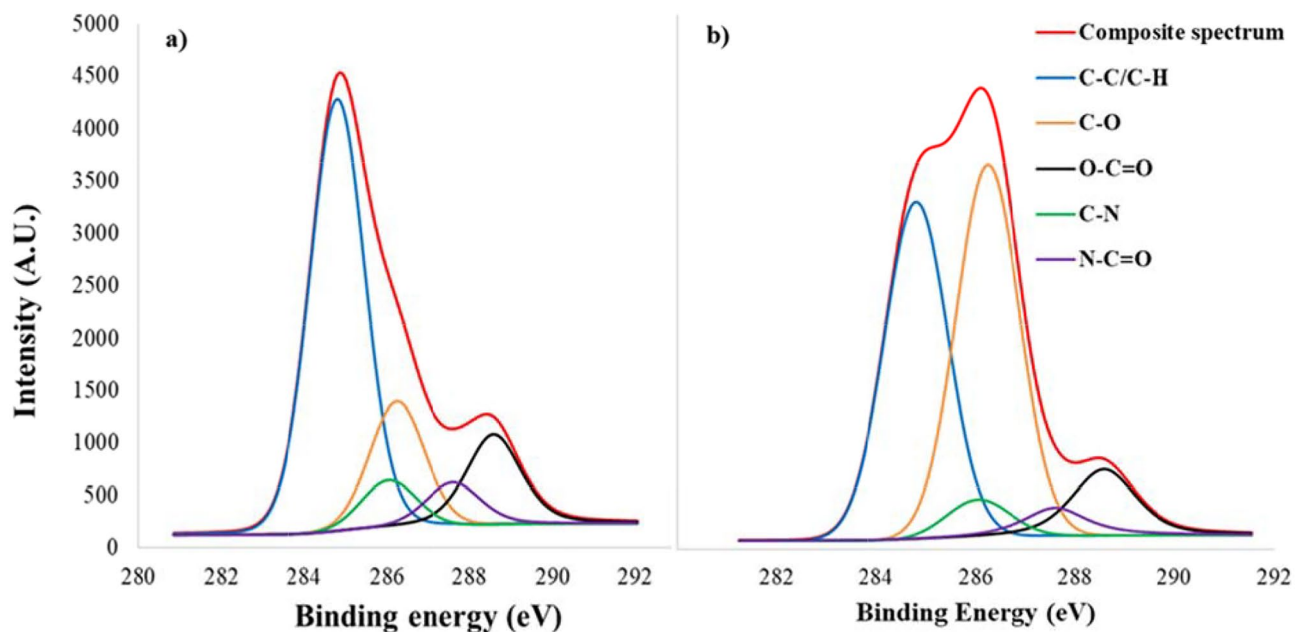 a)
5000
4500
4000
3500
3000
2500
2000
1500
1000
500
0
Intensity (A.U.)
280 282 284 286 288 290 292
Binding energy (eV)
b)
Composite spectrum
C-C/C-H
C-O
O-C=O
C-N
N-C=O
282 284 286 288 290 292
Binding Energy (eV)